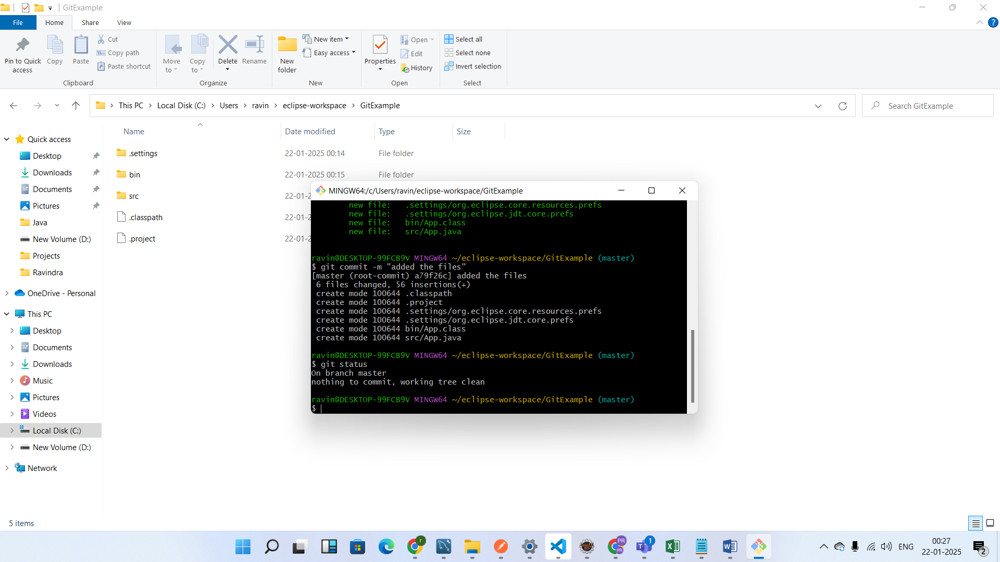 GitExample
File Home Share View
Pin to Quick access
Copy
Paste
Cut
Copy path
Paste shortcut
Clipboard
Move to
Copy to
Delete
Rename
Organize
New folder
New item
Easy access
New
Properties
Open
Edit
History
Open
Select all
Select none
Invert selection
Select
This PC > Local Disk (C:) > Users > ravin > eclipse-workspace > GitExample
Search GitExample
Name Date modified Type Size
.settings 22-01-2025 00:14 File folder
bin 22-01-2025 00:15 File folder
src 22-01-2
.classpath 22-01-2
.project 22-01-2
Quick access
Desktop
Downloads
Documents
Pictures
Java
New Volume (D:)
Projects
Ravindra
OneDrive - Personal
This PC
Desktop
Documents
Downloads
Music
Pictures
Videos
Local Disk (C:)
New Volume (D:)
Network
MINGW64:/c/Users/ravin/eclipse-workspace/GitExample
new file: .settings/org.eclipse.core.resources.prefs
new file: .settings/org.eclipse.jdt.core.prefs
new file: bin/App.class
new file: src/App.java
ravin@DESKTOP-99FCB9V MINGW64 ~/eclipse-workspace/GitExample (master)
$ git commit -m "added the files"
[master (root-commit) a79f26c] added the files
6 files changed, 56 insertions(+)
create mode 100644 .classpath
create mode 100644 .project
create mode 100644 .settings/org.eclipse.core.resources.prefs
create mode 100644 .settings/org.eclipse.jdt.core.prefs
create mode 100644 bin/App.class
create mode 100644 src/App.java
ravin@DESKTOP-99FCB9V MINGW64 ~/eclipse-workspace/GitExample (master)
$ git status
On branch master
nothing to commit, working tree clean
ravin@DESKTOP-99FCB9V MINGW64 ~/eclipse-workspace/GitExample (master)
$
5 items
r
PR
PR
1
ENG
00:27
22-01-2025
2